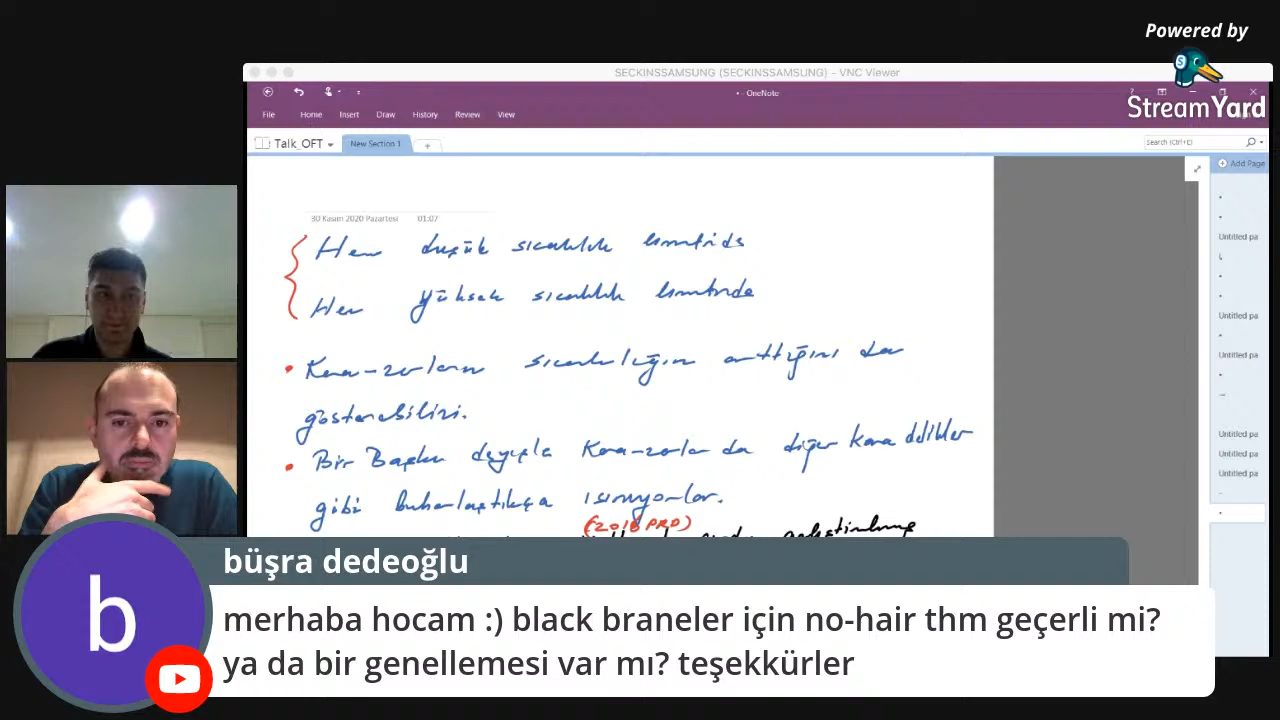 Powered by
StreamYard
SECKINSSAMSUNG (SECKINSSAMSUNG) - VNC Viewer
- OneNote
File Home Insert Draw History Review View
Talk_OFT New Section 1
Search (Ctrl+E)
Add Page
30 Kasım 2020 Pazartesi 01:07
Hem düşük sıcaklık limitinde
Hem yüksek sıcaklık limitinde
Untitled pa
• Kara-zarların sıcaklığın arttığını da
Untitled pa
gösterebiliriz.
Untitled pa
• Bir Başka deyişle Kara-zarlar da diğer kara delikler
Untitled pa
Untitled pa
Untitled pa
gibi buharlaştıkça ısınıyorlar.
(2018 PRD)
b
büşra dedeoğlu
merhaba hocam :) black braneler için no-hair thm geçerli mi?
ya da bir genellemesi var mı? teşekkürler